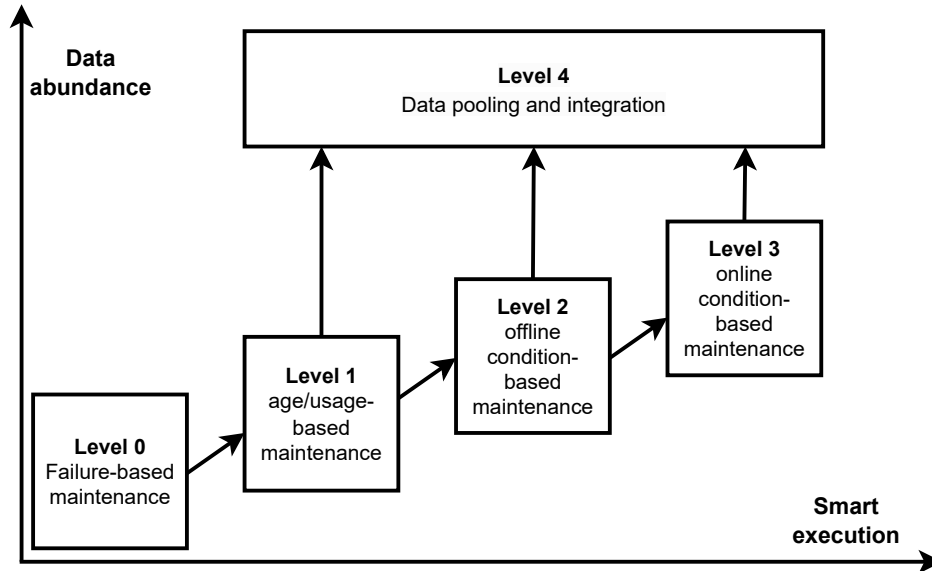 Data
abundance
Level 4
Data pooling and integration
Level 3
online
condition-
based
maintenance
Level 2
offline
condition-
based
maintenance
Level 1
age/usage-
based
maintenance
Level 0
Failure-based
maintenance
Smart
execution